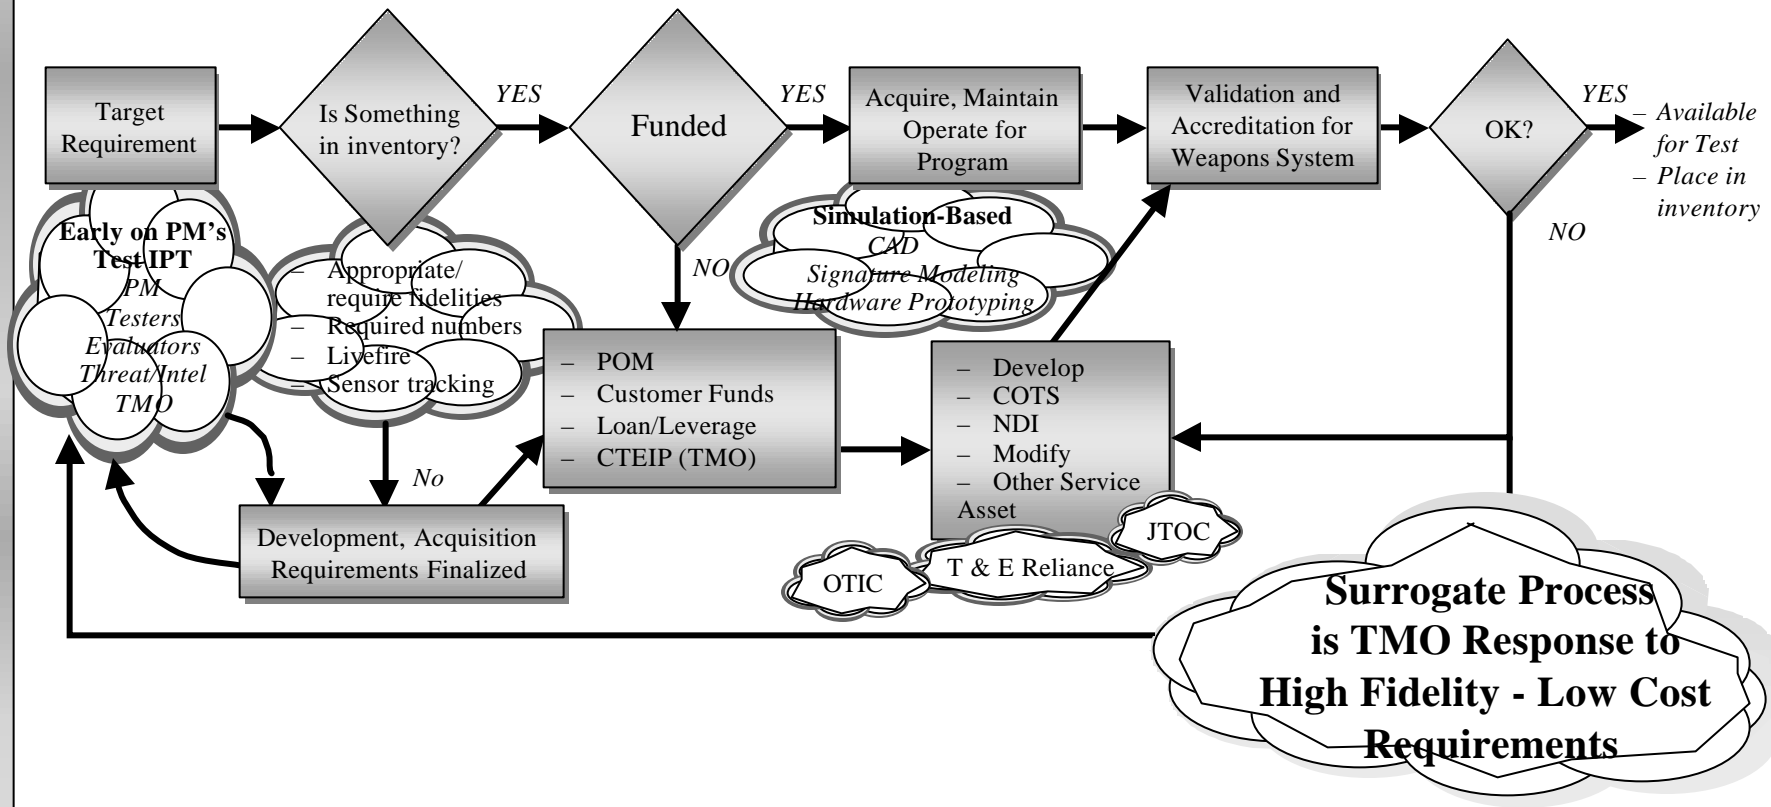 Target
Requirement
Is Something
in inventory?
YES
Funded
YES
Acquire, Maintain
Operate for
Program
Validation and
Accreditation for
Weapons System
OK?
YES
– Available
for Test
– Place in
inventory
NO
NO
Early on PM's
Test IPT
PM
Testers
Evaluators
Threat/Intel
TMO
– Appropriate/
require fidelities
– Required numbers
– Livefire
– Sensor tracking
No
Simulation-Based
CAD
Signature Modeling
Hardware Prototyping
– POM
– Customer Funds
– Loan/Leverage
– CTEIP (TMO)
– Develop
– COTS
– NDI
– Modify
– Other Service
Asset
Development, Acquisition
Requirements Finalized
OTIC
T & E Reliance
JTOC
Surrogate Process
is TMO Response to
High Fidelity - Low Cost
Requirements